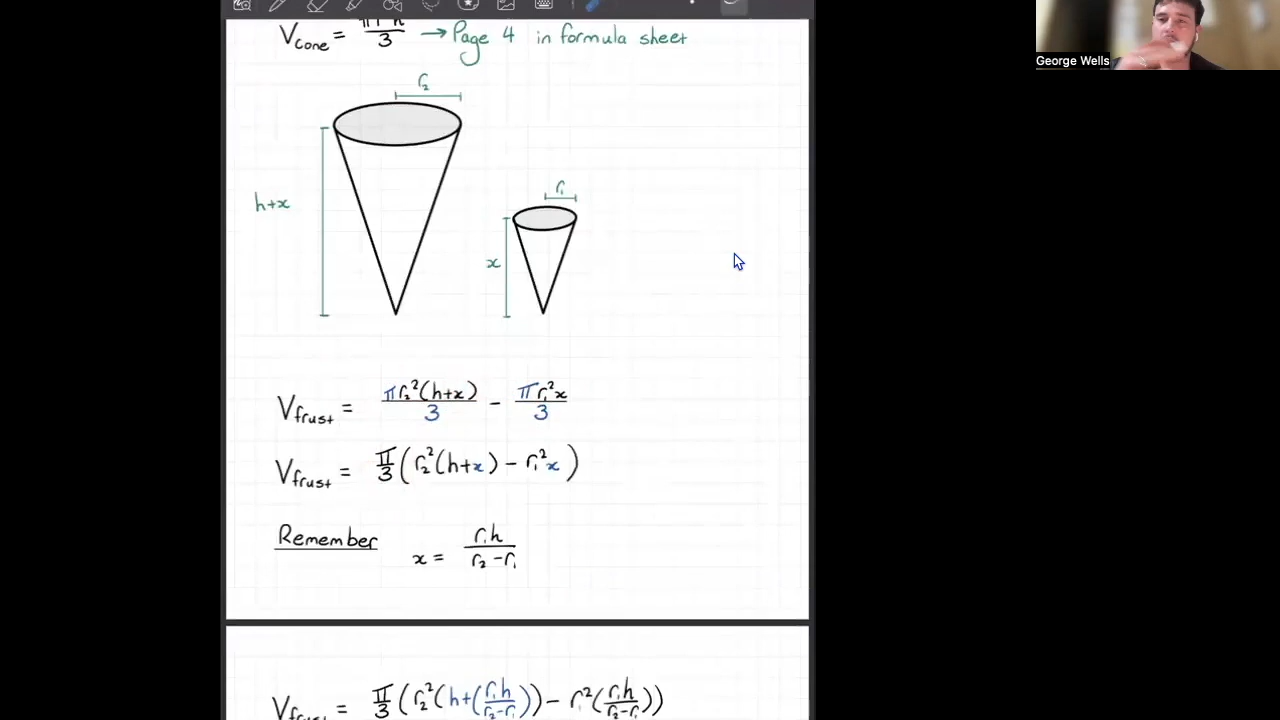 V_cone = πr²h/3 → Page 4 in formula sheet
George Wells
r₂
r₁
h+x
x
V_frust = πr₂²(h+x)/3 − πr₁²x/3
V_frust = π/3 (r₂²(h+x) − r₁²x)
Remember x = r₁h/(r₂−r₁)
V_frust = π/3 (r₂²(h+(r₁h/(r₂−r₁))) − r₁²(r₁h/(r₂−r₁)))